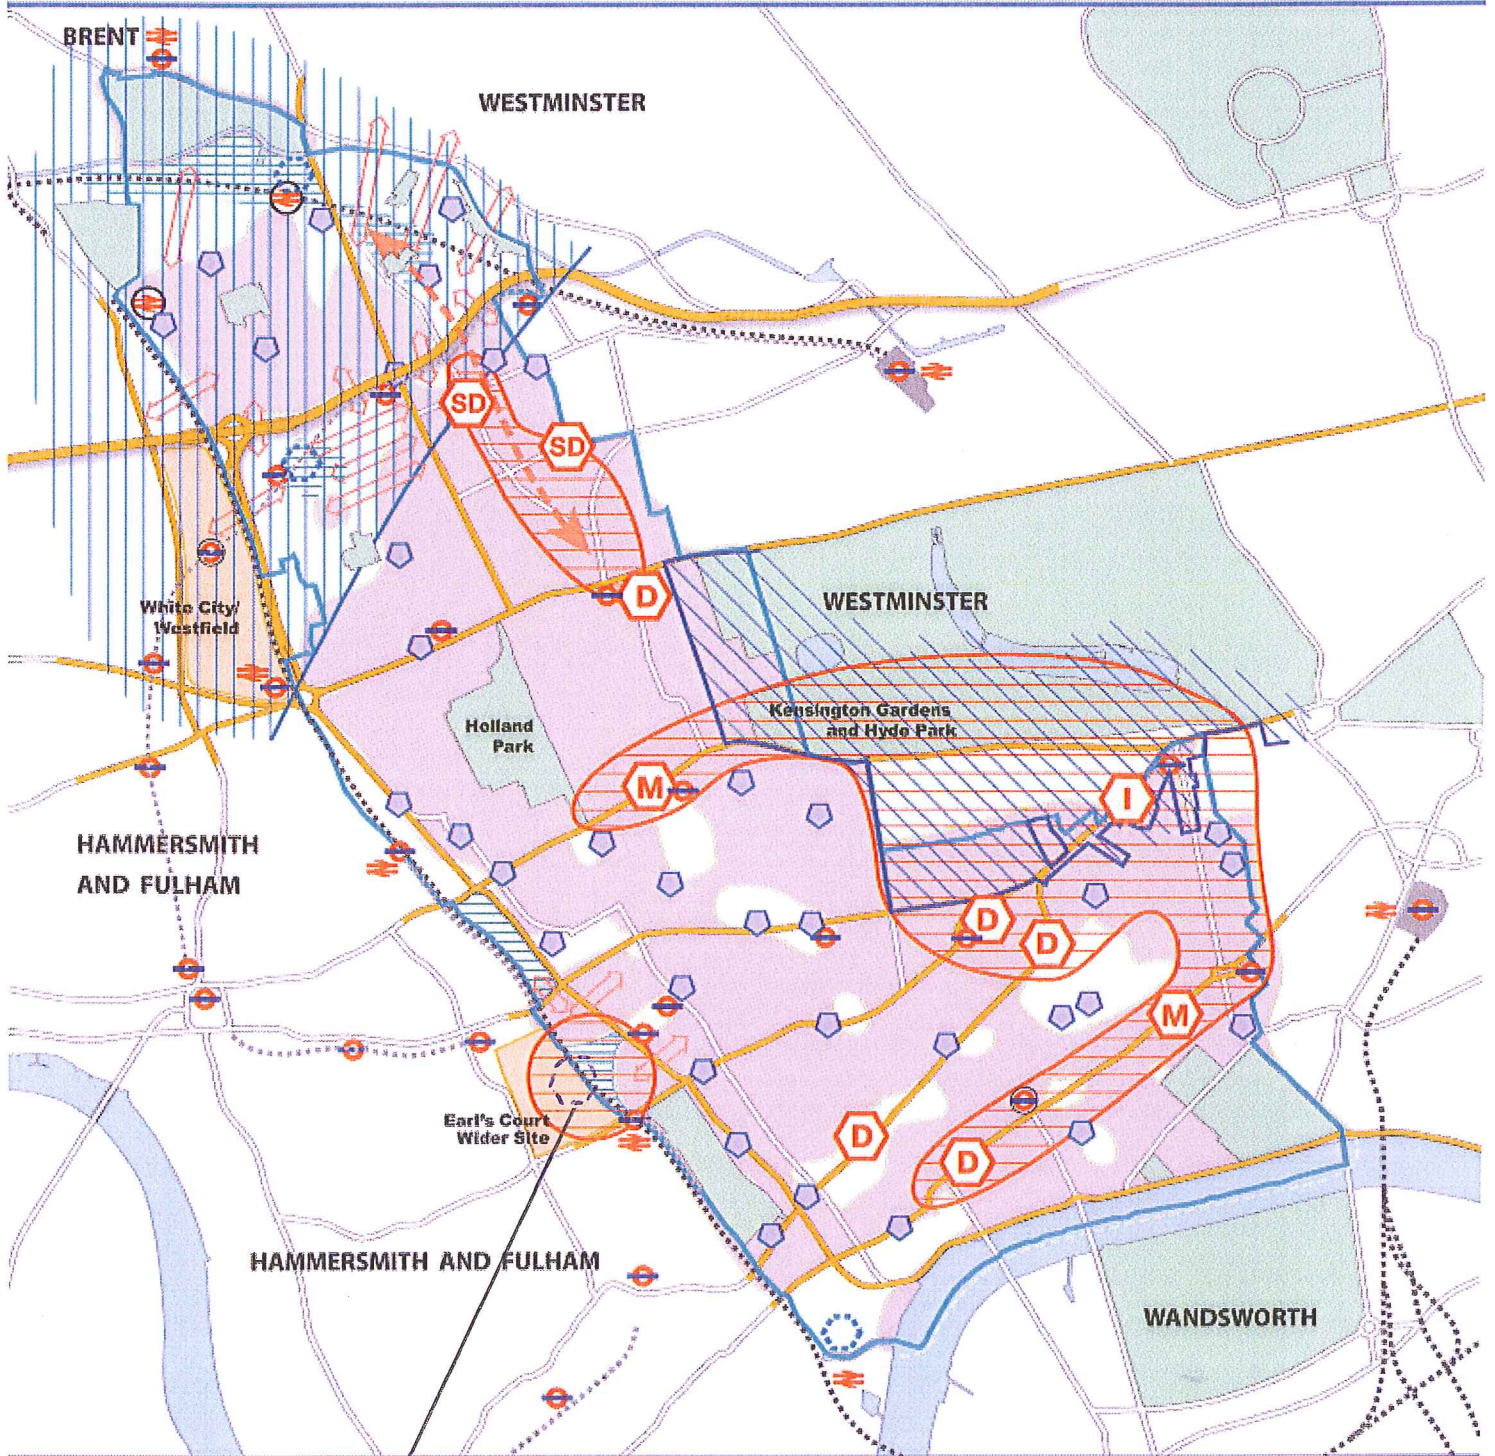 BRENT
WESTMINSTER
SD
SD
D
White City/
Westfield
WESTMINSTER
Holland
Park
Kensington Gardens
and Hyde Park
M
I
HAMMERSMITH
AND FULHAM
D
D
M
Earl's Court
Wider Site
D
D
HAMMERSMITH AND FULHAM
WANDSWORTH